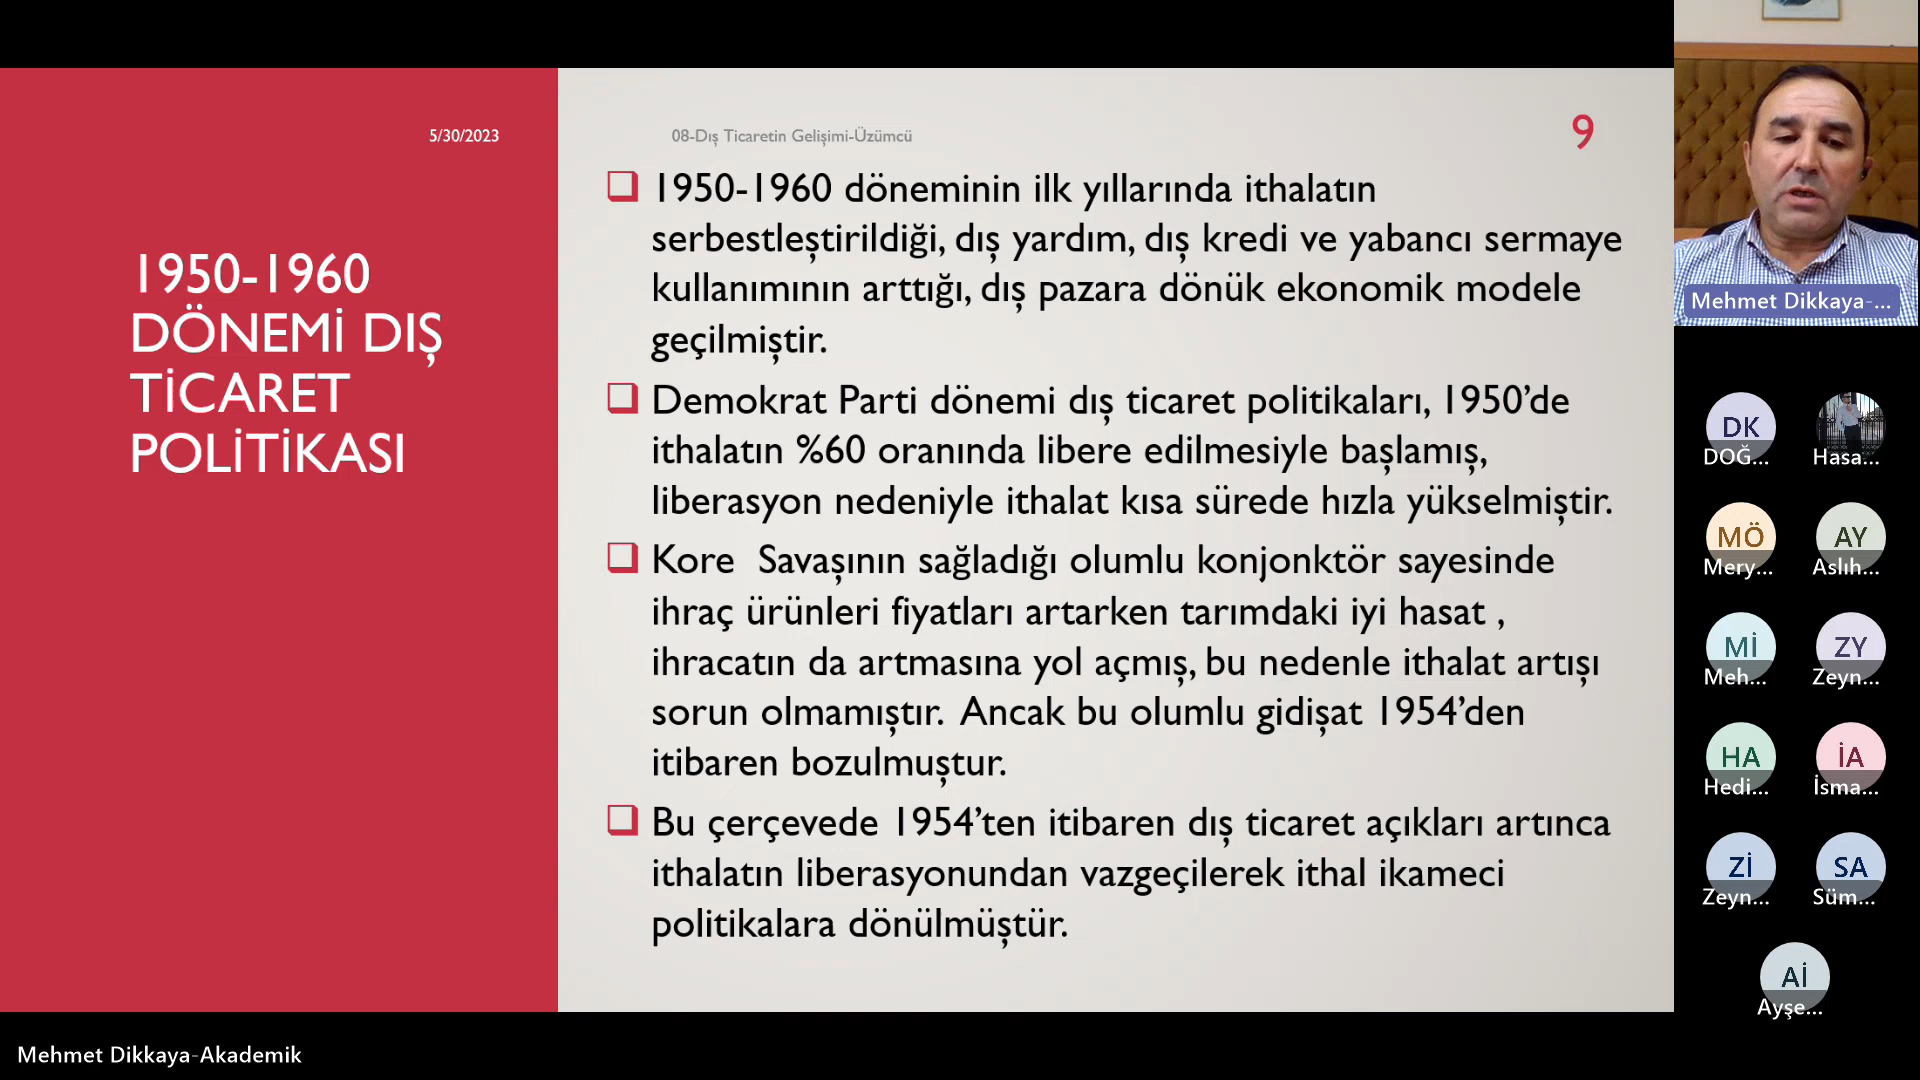 5/30/2023
08-Dış Ticaretin Gelişimi-Üzümcü
9
1950-1960
DÖNEMİ DIŞ
TİCARET
POLİTİKASI
1950-1960 döneminin ilk yıllarında ithalatın
serbestleştirildiği, dış yardım, dış kredi ve yabancı sermaye
kullanımının arttığı, dış pazara dönük ekonomik modele
geçilmiştir.
Demokrat Parti dönemi dış ticaret politikaları, 1950’de
ithalatın %60 oranında libere edilmesiyle başlamış,
liberasyon nedeniyle ithalat kısa sürede hızla yükselmiştir.
Kore  Savaşının sağladığı olumlu konjonktör sayesinde
ihraç ürünleri fiyatları artarken tarımdaki iyi hasat ,
ihracatın da artmasına yol açmış, bu nedenle ithalat artışı
sorun olmamıştır.  Ancak bu olumlu gidişat 1954’den
itibaren bozulmuştur.
Bu çerçevede 1954’ten itibaren dış ticaret açıkları artınca
ithalatın liberasyonundan vazgeçilerek ithal ikameci
politikalara dönülmüştür.
Mehmet Dikkaya-...
DK
DOĞ...
Hasa...
MÖ
Mery...
AY
Aslıh...
Mİ
Meh...
ZY
Zeyn...
HA
Hedi...
İA
İsma...
Zİ
Zeyn...
SA
Süm...
Aİ
Ayşe...
Mehmet Dikkaya-Akademik